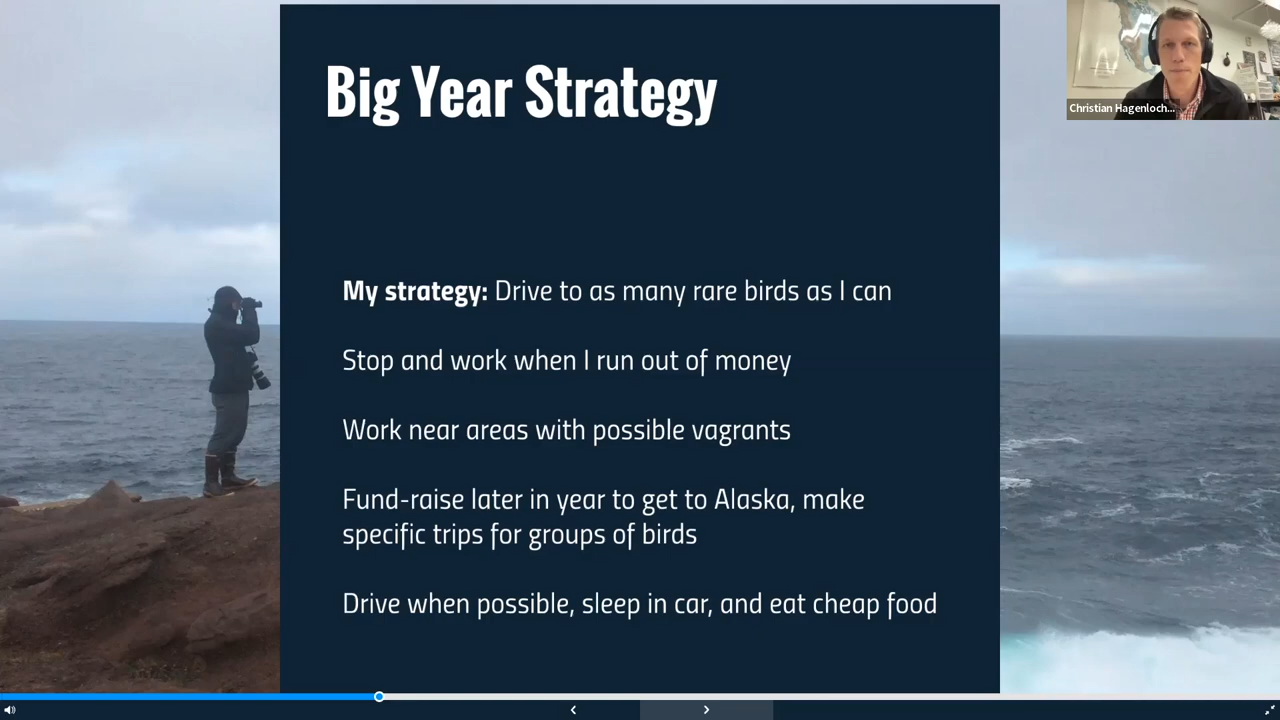 Big Year Strategy
Christian Hagenloch...
My strategy: Drive to as many rare birds as I can
Stop and work when I run out of money
Work near areas with possible vagrants
Fund-raise later in year to get to Alaska, make
specific trips for groups of birds
Drive when possible, sleep in car, and eat cheap food